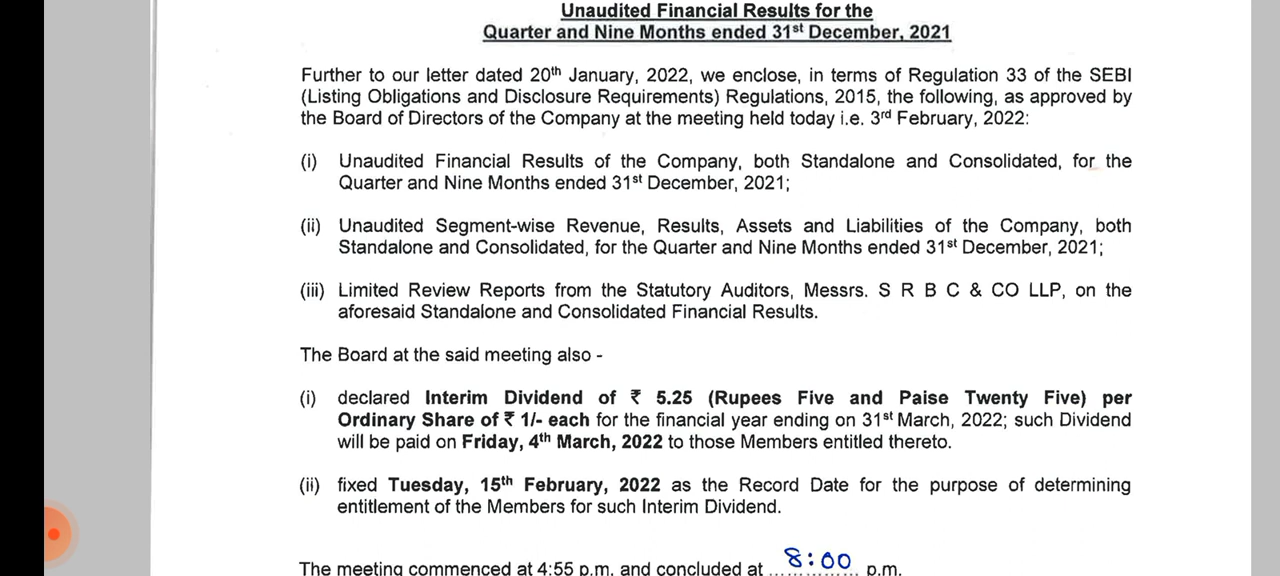 Unaudited Financial Results for the
Quarter and Nine Months ended 31st December, 2021
Further to our letter dated 20th January, 2022, we enclose, in terms of Regulation 33 of the SEBI
(Listing Obligations and Disclosure Requirements) Regulations, 2015, the following, as approved by
the Board of Directors of the Company at the meeting held today i.e. 3rd February, 2022:
(i) Unaudited Financial Results of the Company, both Standalone and Consolidated, for the
Quarter and Nine Months ended 31st December, 2021;
(ii) Unaudited Segment-wise Revenue, Results, Assets and Liabilities of the Company, both
Standalone and Consolidated, for the Quarter and Nine Months ended 31st December, 2021;
(iii) Limited Review Reports from the Statutory Auditors, Messrs. S R B C & CO LLP, on the
aforesaid Standalone and Consolidated Financial Results.
The Board at the said meeting also -
(i) declared Interim Dividend of ₹ 5.25 (Rupees Five and Paise Twenty Five) per
Ordinary Share of ₹ 1/- each for the financial year ending on 31st March, 2022; such Dividend
will be paid on Friday, 4th March, 2022 to those Members entitled thereto.
(ii) fixed Tuesday, 15th February, 2022 as the Record Date for the purpose of determining
entitlement of the Members for such Interim Dividend.
The meeting commenced at 4:55 p.m. and concluded at 8:00 p.m.